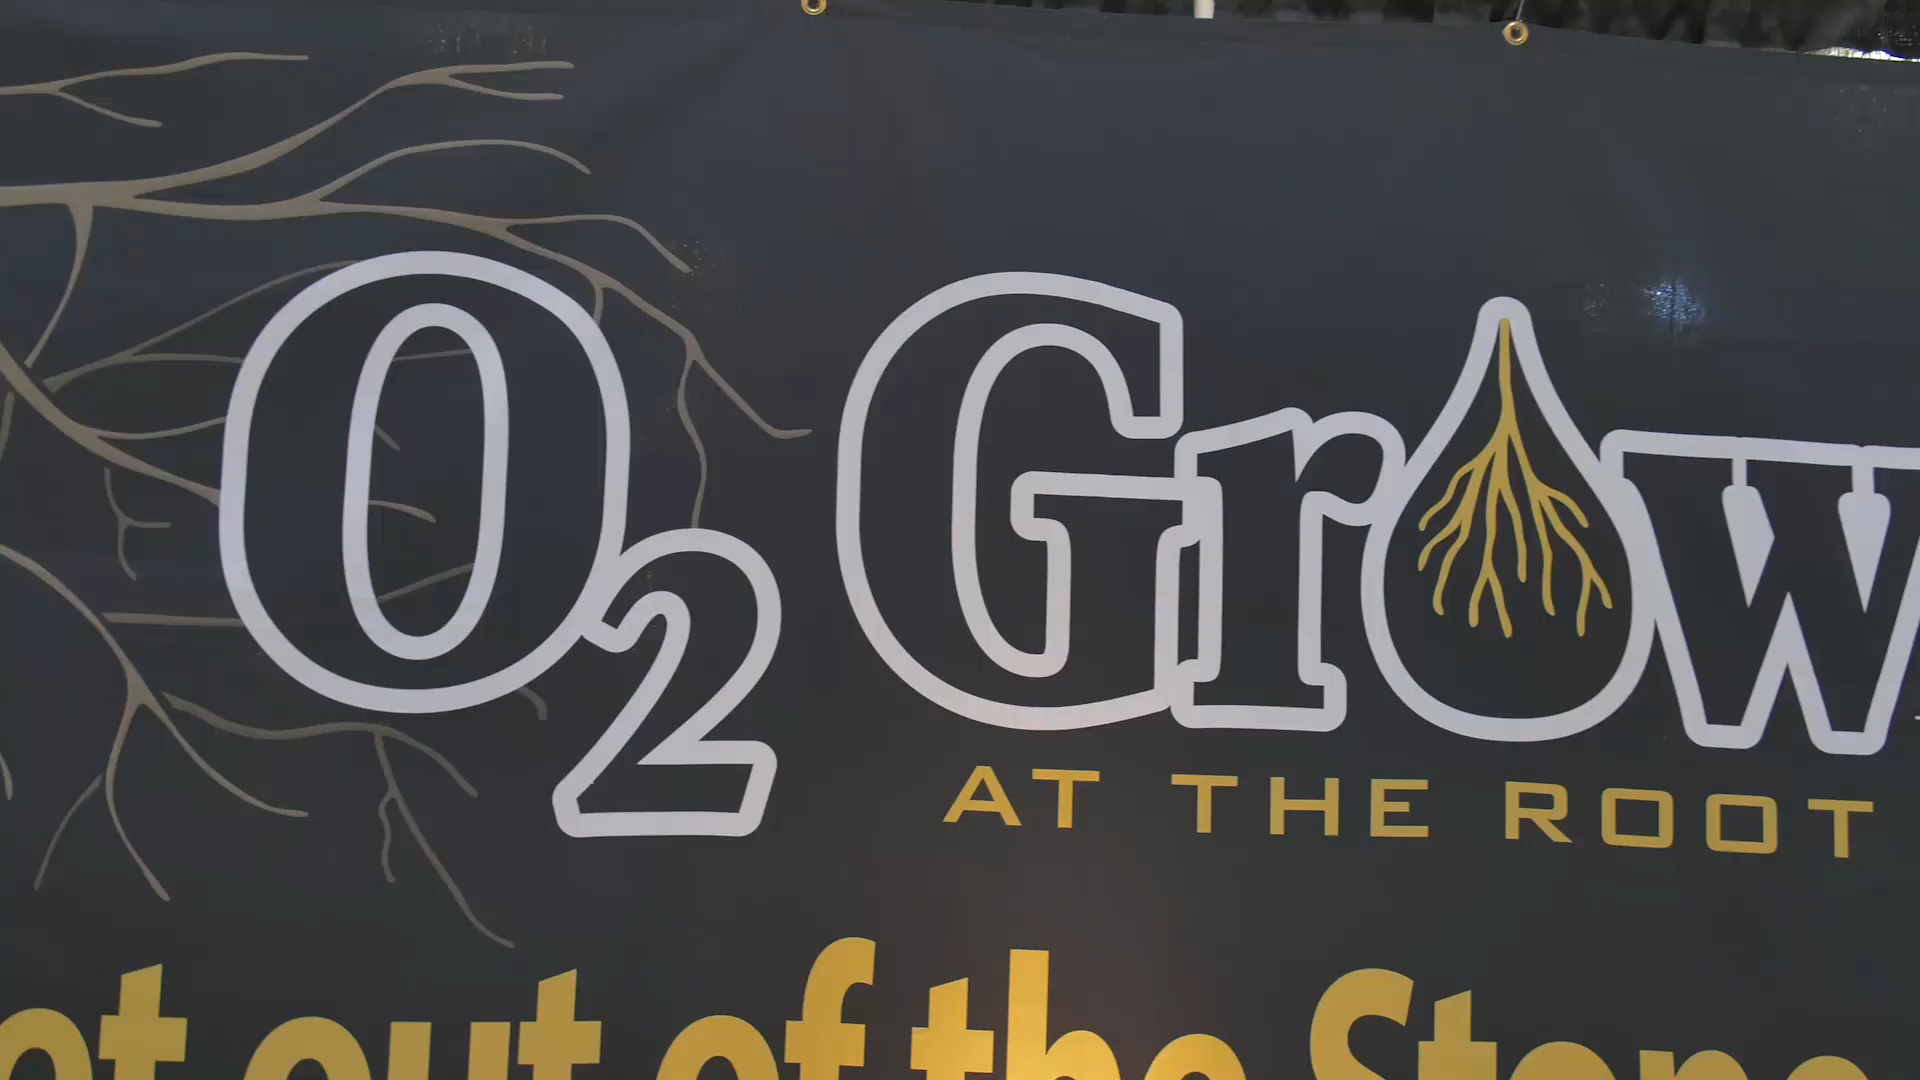 O2 Grow
AT THE ROOT
out of the